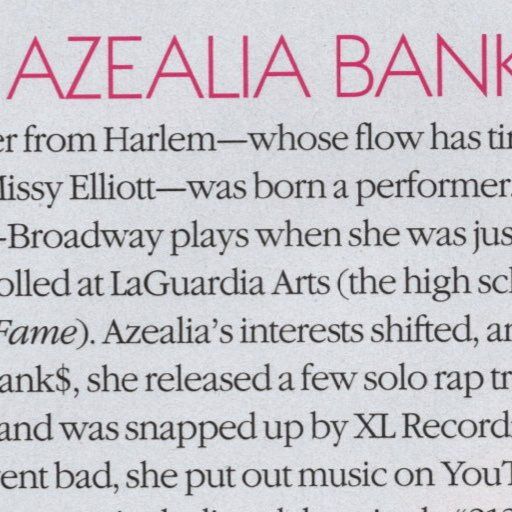 AZEALIA BANK
er from Harlem—whose flow has tin
Missy Elliott—was born a performer.
-Broadway plays when she was jus
olled at LaGuardia Arts (the high sch
Fame). Azealia's interests shifted, an
ank$, she released a few solo rap tr
and was snapped up by XL Record
ent bad, she put out music on YouT